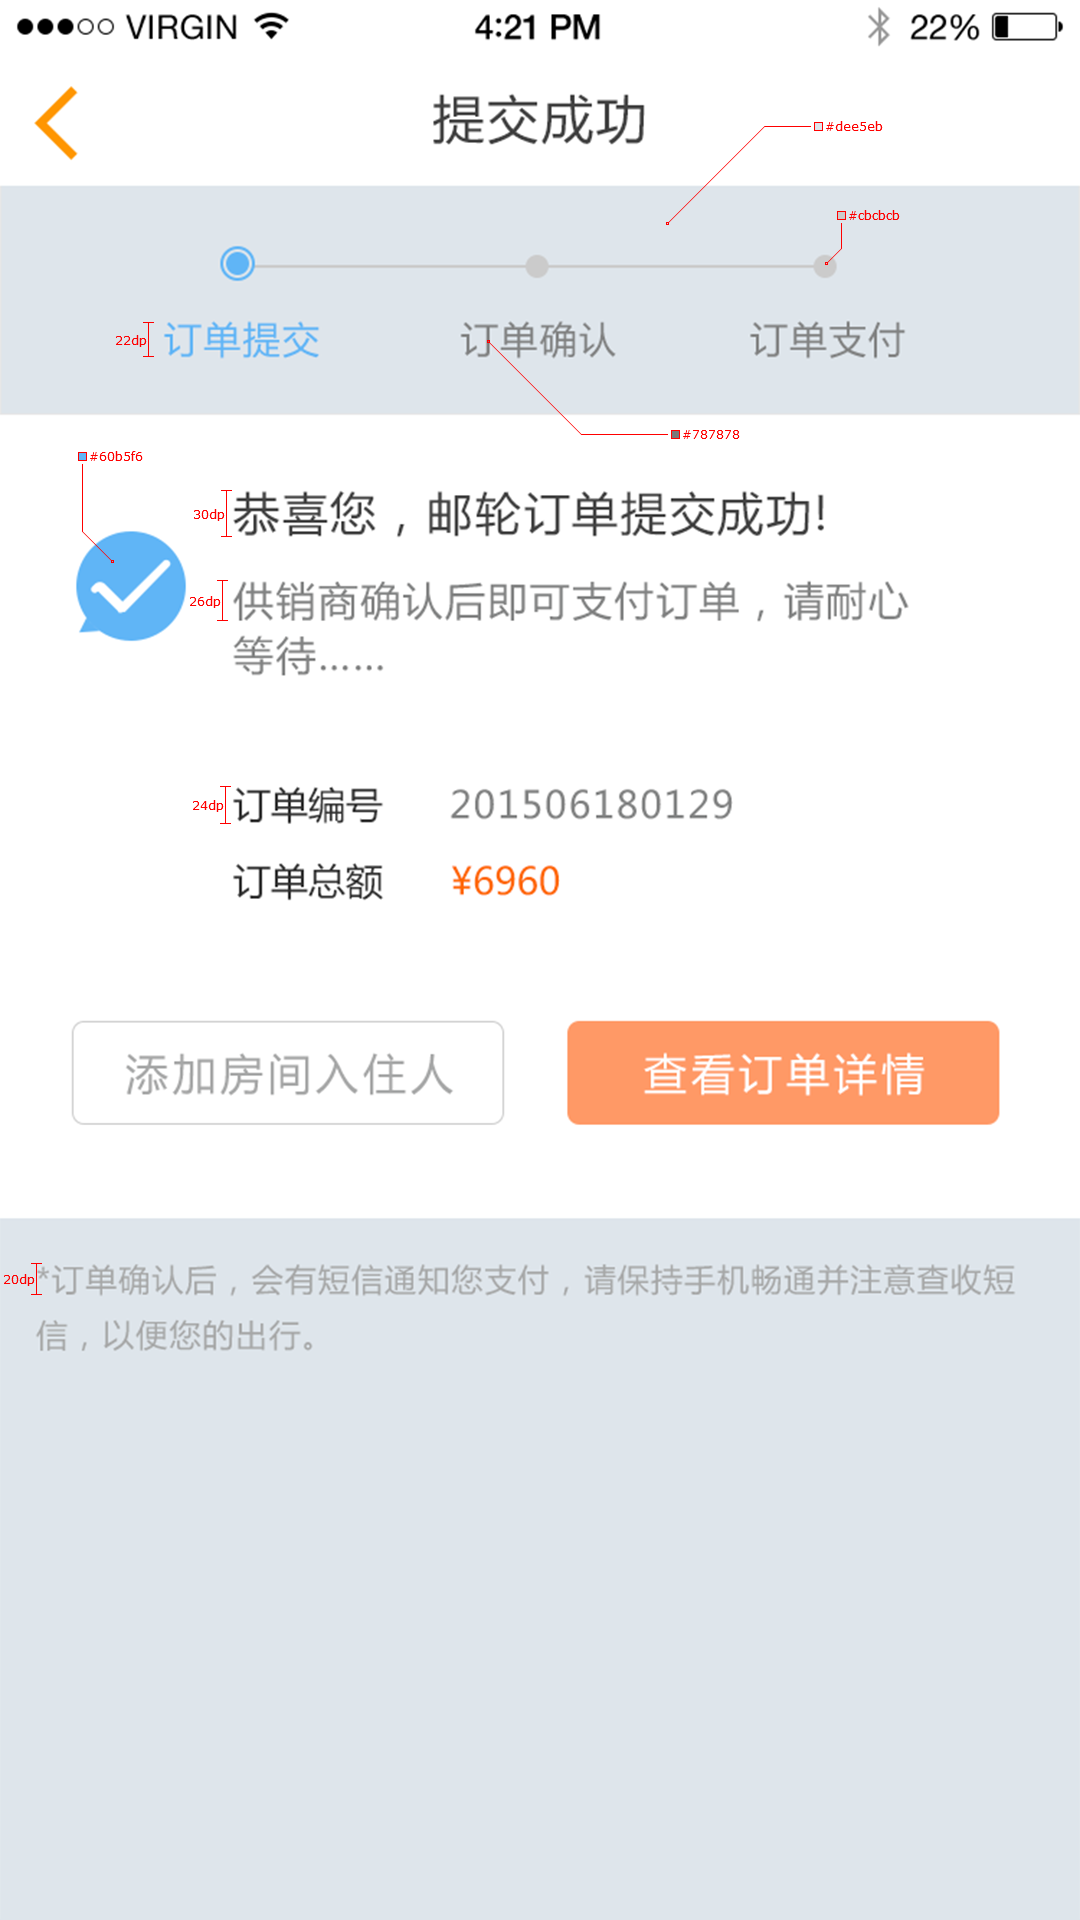 VIRGIN 4:21 PM 22%
提交成功
#dee5eb
#cbcbcb
22dp 订单提交 订单确认 订单支付
#787878
#60b5f6
30dp 恭喜您，邮轮订单提交成功!
26dp 供销商确认后即可支付订单，请耐心
等待……
24dp 订单编号 201506180129
订单总额 ¥6960
添加房间入住人 查看订单详情
20dp *订单确认后，会有短信通知您支付，请保持手机畅通并注意查收短
信，以便您的出行。